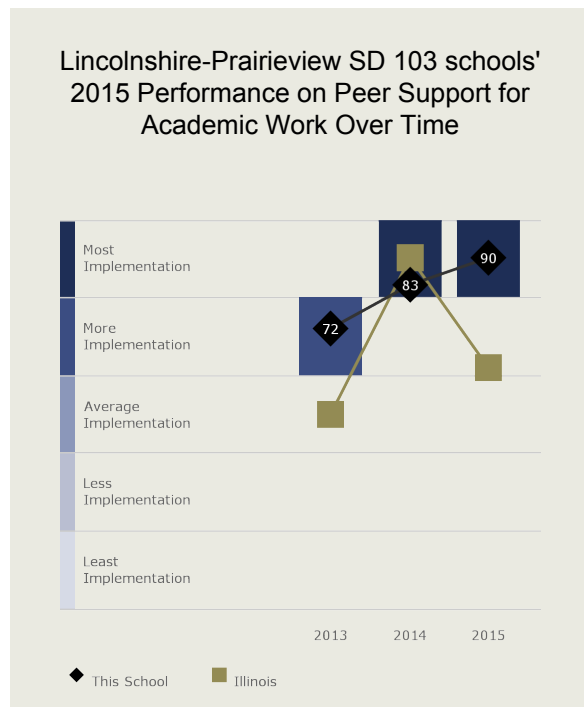 Lincolnshire-Prairieview SD 103 schools'
2015 Performance on Peer Support for
Academic Work Over Time
Most
Implementation
90
83
More
Implementation
72
Average
Implementation
Less
Implementation
Least
Implementation
2013 2014 2015
This School Illinois